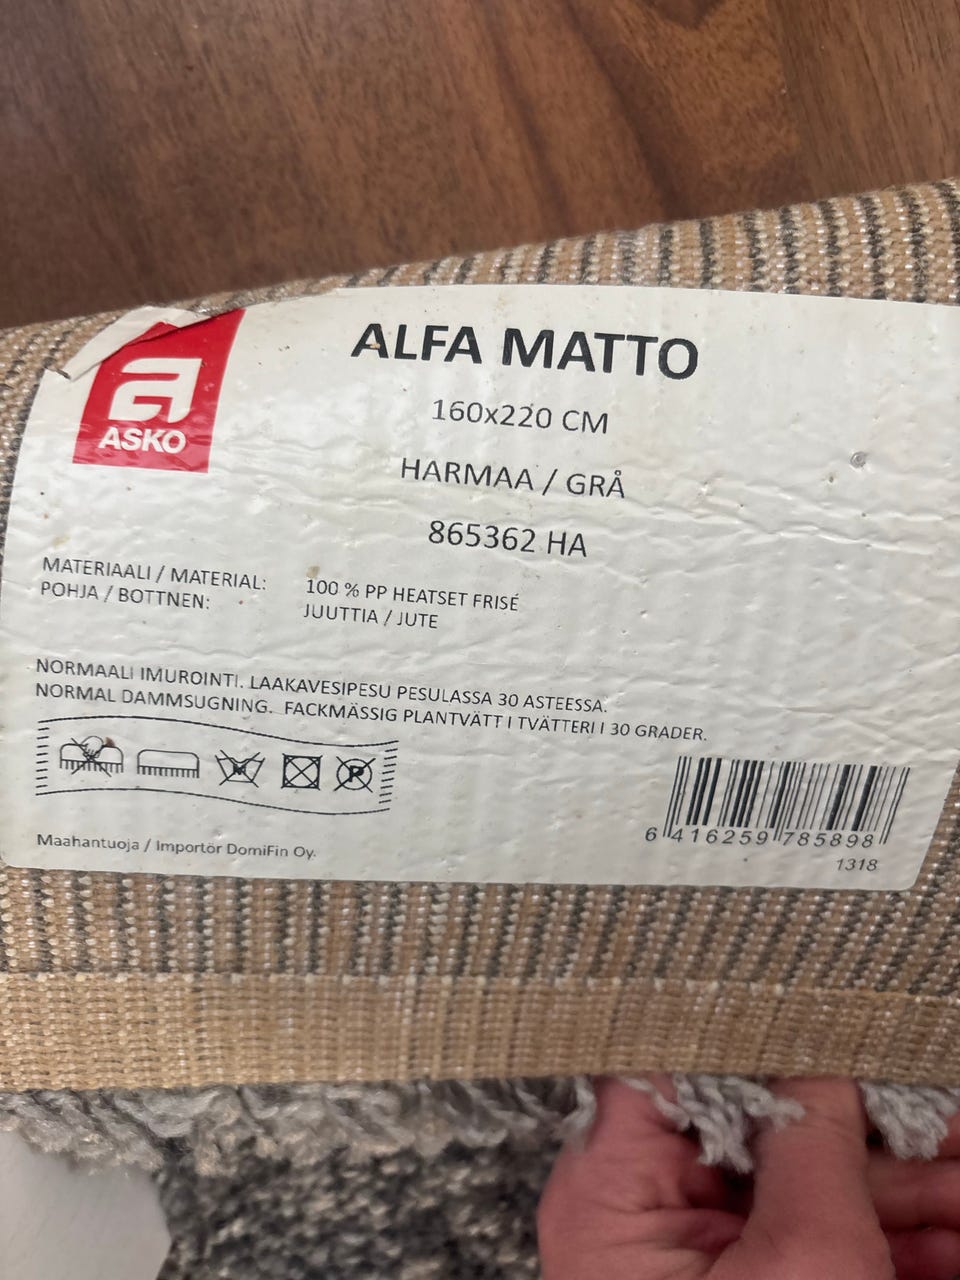 a
ASKO
ALFA MATTO
160x220 CM
HARMAA / GRÅ
865362 HA
MATERIAALI / MATERIAL: 100 % PP HEATSET FRISÉ
POHJA / BOTTNEN: JUUTTIA / JUTE
NORMAALI IMUROINTI. LAAKAVESIPESU PESULASSA 30 ASTEESSA.
NORMAL DAMMSUGNING. FACKMÄSSIG PLANTVÄTT I TVÄTTERI I 30 GRADER.
M P
Maahantuoja / Importör DomiFin Oy.
6 416259 785898
1318